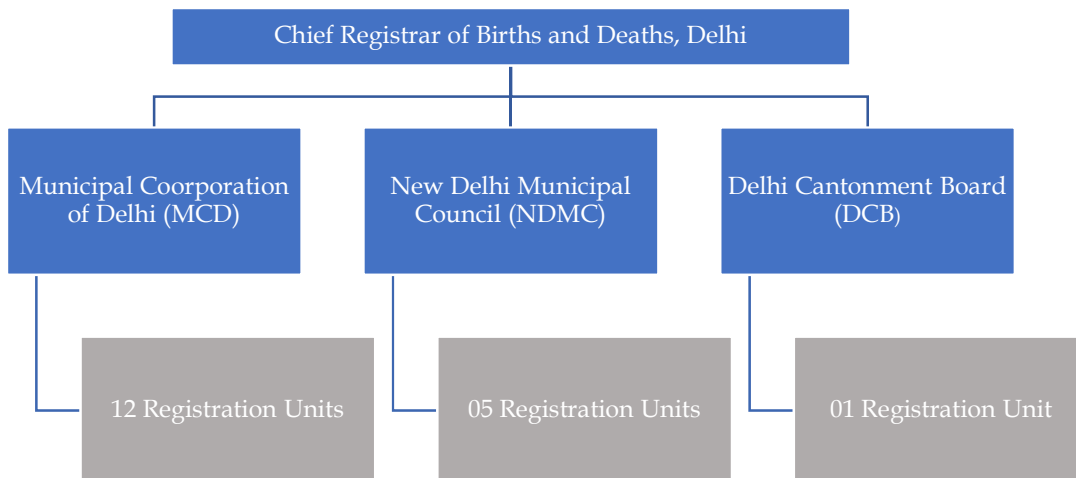 Chief Registrar of Births and Deaths, Delhi
Municipal Coorporation
of Delhi (MCD)
New Delhi Municipal
Council (NDMC)
Delhi Cantonment Board
(DCB)
12 Registration Units
05 Registration Units
01 Registration Unit